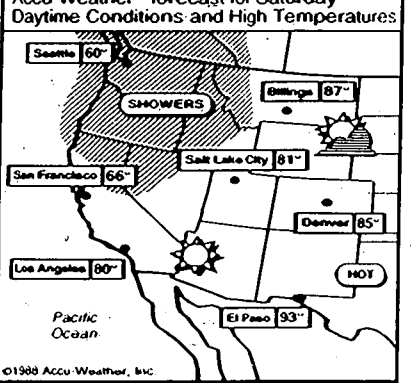 Accu-Weather® forecast for Saturday
Daytime Conditions and High Temperatures
Seattle 60°
Billings 87°
SHOWERS
Salt Lake City 81°
San Francisco 66°
Denver 85°
Los Angeles 80°
HOT
Pacific
Ocean
El Paso 93°
©1988 Accu-Weather, Inc.